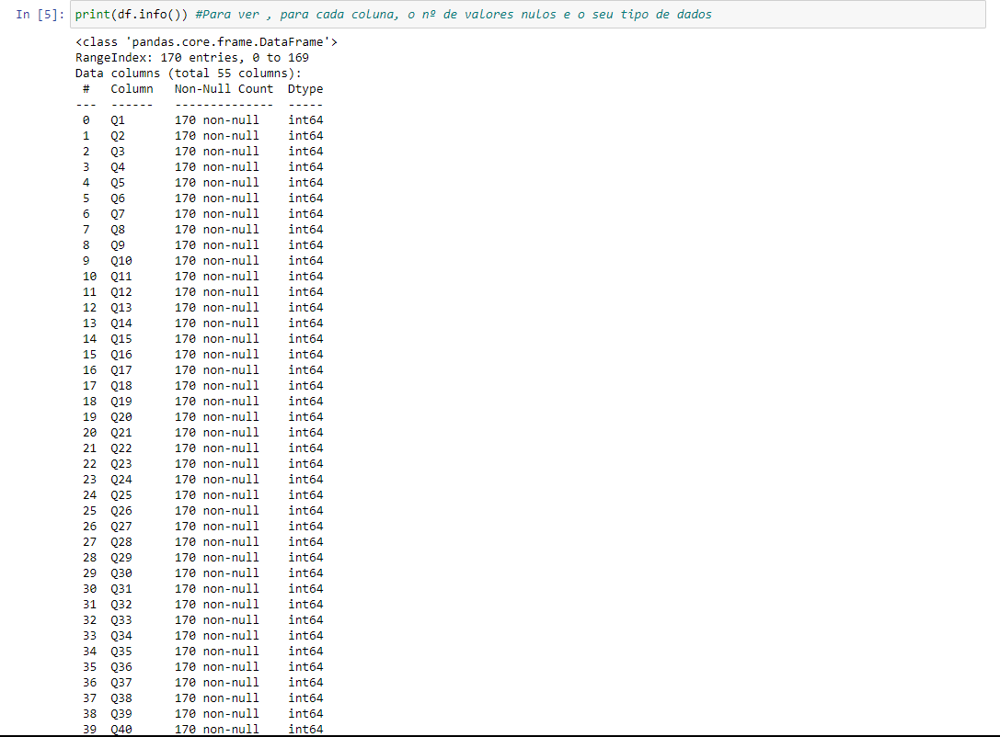 In [5]: print(df.info()) #Para ver , para cada coluna, o nº de valores nulos e o seu tipo de dados
<class 'pandas.core.frame.DataFrame'>
RangeIndex: 170 entries, 0 to 169
Data columns (total 55 columns):
 #   Column   Non-Null Count  Dtype
---  ------   --------------  -----
 0   Q1       170 non-null    int64
 1   Q2       170 non-null    int64
 2   Q3       170 non-null    int64
 3   Q4       170 non-null    int64
 4   Q5       170 non-null    int64
 5   Q6       170 non-null    int64
 6   Q7       170 non-null    int64
 7   Q8       170 non-null    int64
 8   Q9       170 non-null    int64
 9   Q10      170 non-null    int64
 10  Q11      170 non-null    int64
 11  Q12      170 non-null    int64
 12  Q13      170 non-null    int64
 13  Q14      170 non-null    int64
 14  Q15      170 non-null    int64
 15  Q16      170 non-null    int64
 16  Q17      170 non-null    int64
 17  Q18      170 non-null    int64
 18  Q19      170 non-null    int64
 19  Q20      170 non-null    int64
 20  Q21      170 non-null    int64
 21  Q22      170 non-null    int64
 22  Q23      170 non-null    int64
 23  Q24      170 non-null    int64
 24  Q25      170 non-null    int64
 25  Q26      170 non-null    int64
 26  Q27      170 non-null    int64
 27  Q28      170 non-null    int64
 28  Q29      170 non-null    int64
 29  Q30      170 non-null    int64
 30  Q31      170 non-null    int64
 31  Q32      170 non-null    int64
 32  Q33      170 non-null    int64
 33  Q34      170 non-null    int64
 34  Q35      170 non-null    int64
 35  Q36      170 non-null    int64
 36  Q37      170 non-null    int64
 37  Q38      170 non-null    int64
 38  Q39      170 non-null    int64
 39  Q40      170 non-null    int64